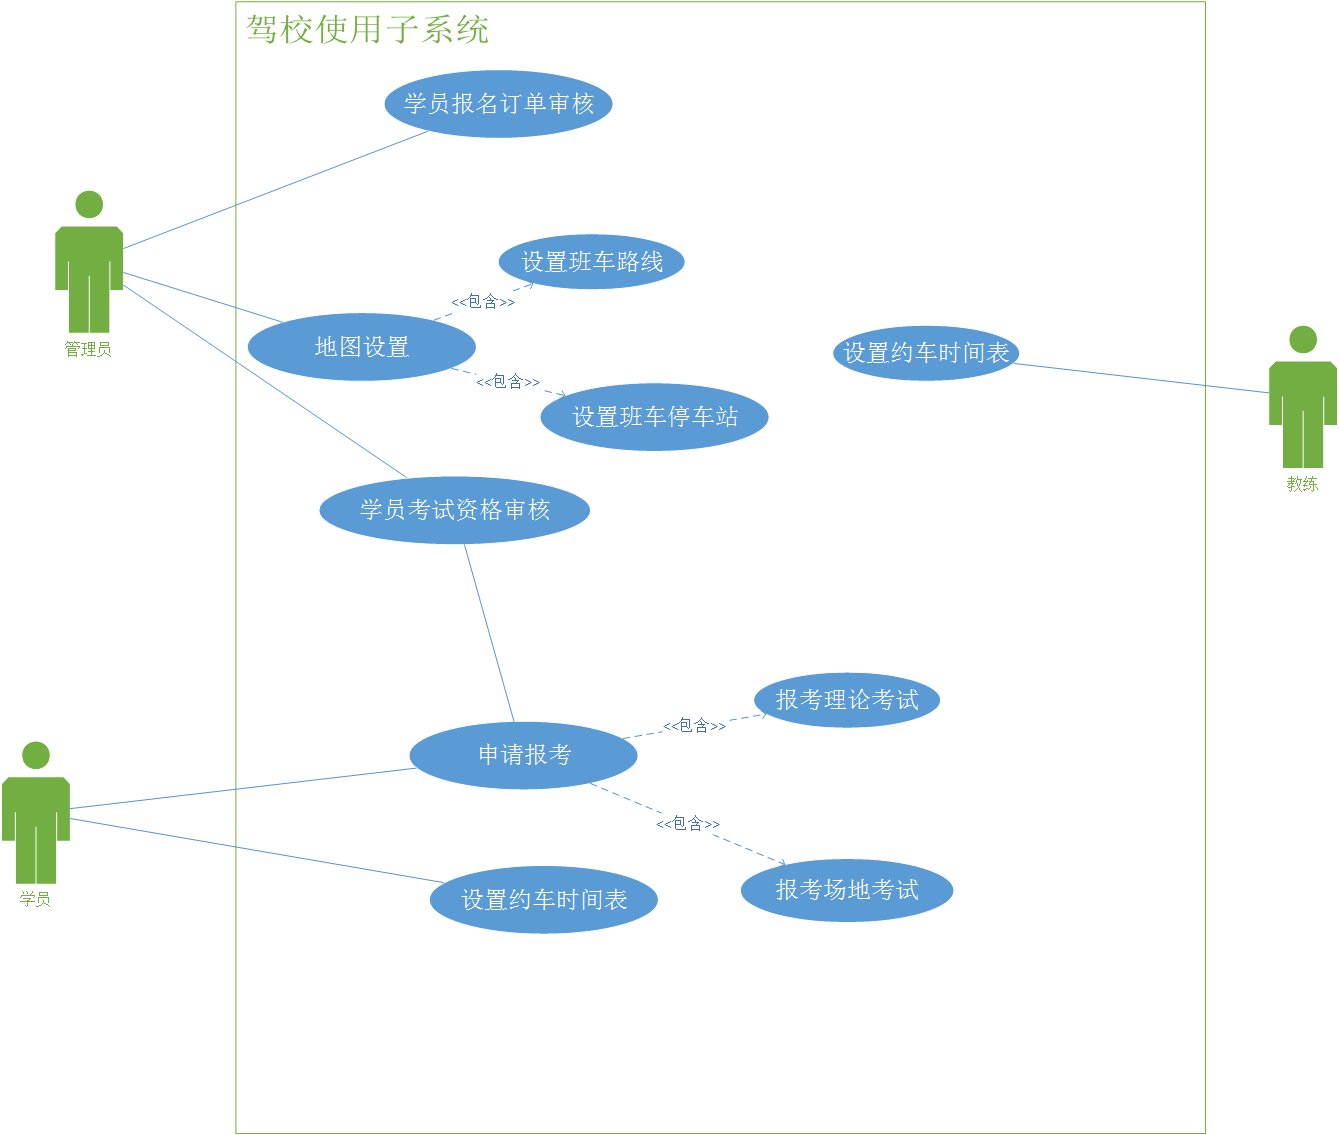 驾校使用子系统
学员报名订单审核
设置班车路线
<<包含>>
地图设置
管理员
设置约车时间表
<<包含>>
设置班车停车站
教练
学员考试资格审核
报考理论考试
<<包含>>
申请报考
<<包含>>
报考场地考试
学员
设置约车时间表